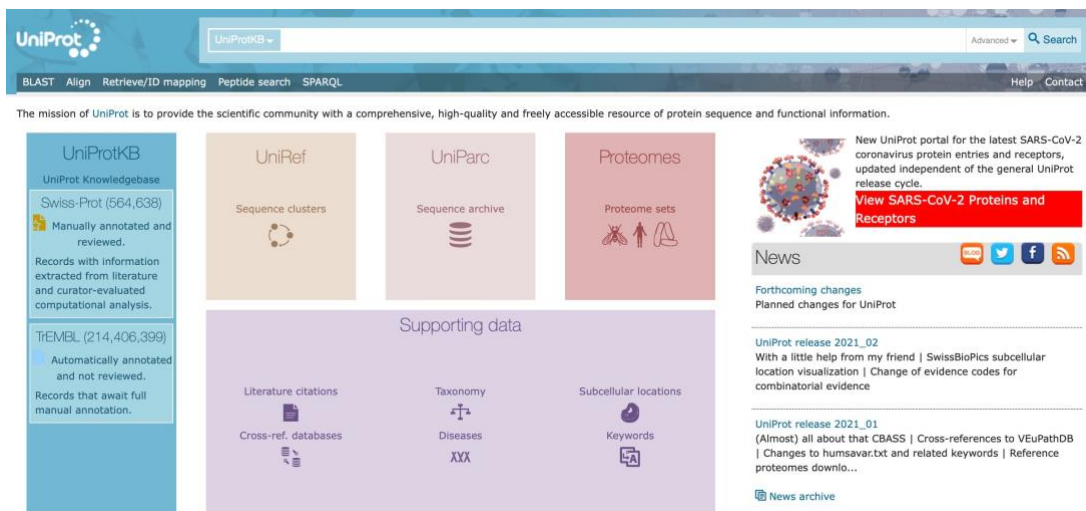 UniProt
UniProtKB
Advanced
Search
BLAST Align Retrieve/ID mapping Peptide search SPARQL
Help Contact
The mission of UniProt is to provide the scientific community with a comprehensive, high-quality and freely accessible resource of protein sequence and functional information.
UniProtKB
UniProt Knowledgebase
Swiss-Prot (564,638)
Manually annotated and
reviewed.
Records with information
extracted from literature
and curator-evaluated
computational analysis.
TrEMBL (214,406,399)
Automatically annotated
and not reviewed.
Records that await full
manual annotation.
UniRef
Sequence clusters
UniParc
Sequence archive
Proteomes
Proteome sets
Supporting data
Literature citations
Taxonomy
Subcellular locations
Cross-ref. databases
Diseases
Keywords
New UniProt portal for the latest SARS-CoV-2
coronavirus protein entries and receptors,
updated independent of the general UniProt
release cycle.
View SARS-CoV-2 Proteins and
Receptors
News
BLOG
Forthcoming changes
Planned changes for UniProt
UniProt release 2021_02
With a little help from my friend | SwissBioPics subcellular
location visualization | Change of evidence codes for
combinatorial evidence
UniProt release 2021_01
(Almost) all about that CBASS | Cross-references to VEuPathDB
| Changes to humsavar.txt and related keywords | Reference
proteomes downlo...
News archive